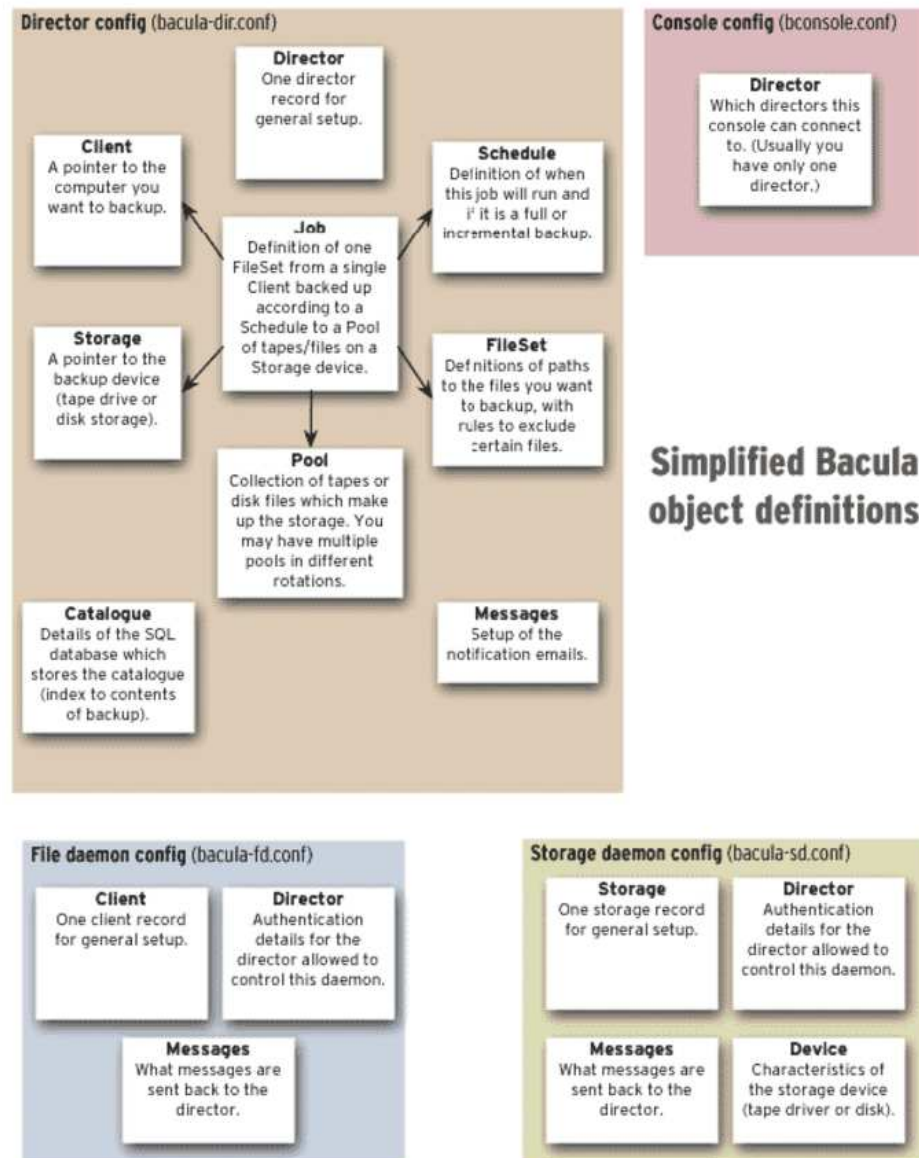 Director config (bacula-dir.conf)
Director
One director
record for
general setup.
Client
A pointer to the
computer you
want to backup.
Schedule
Definition of when
this job will run and
if it is a full or
incremental backup.
Job
Definition of one
FileSet from a single
Client backed up
according to a
Schedule to a Pool
of tapes/files on a
Storage device.
Storage
A pointer to the
backup device
(tape drive or
disk storage).
FileSet
Definitions of paths
to the files you want
to backup, with
rules to exclude
certain files.
Pool
Collection of tapes or
disk files which make
up the storage. You
may have multiple
pools in different
rotations.
Catalogue
Details of the SQL
database which
stores the catalogue
(index to contents
of backup).
Messages
Setup of the
notification emails.
Console config (bconsole.conf)
Director
Which directors this
console can connect
to. (Usually you
have only one
director.)
Simplified Bacula
object definitions
File daemon config (bacula-fd.conf)
Client
One client record
for general setup.
Director
Authentication
details for the
director allowed to
control this daemon.
Messages
What messages are
sent back to the
director.
Storage daemon config (bacula-sd.conf)
Storage
One storage record
for general setup.
Director
Authentication
details for the
director allowed to
control this daemon.
Messages
What messages are
sent back to the
director.
Device
Characteristics of
the storage device
(tape driver or disk).